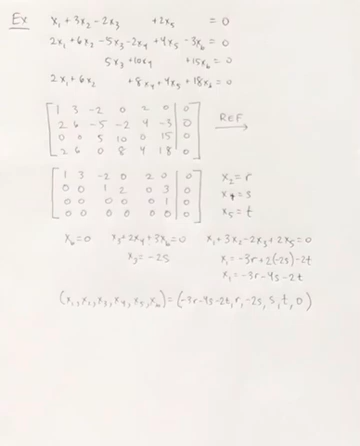 Ex x₁ + 3x₂ - 2x₃ + 2x₅ = 0
2x₁ + 6x₂ - 5x₃ - 2x₄ + 4x₅ - 3x₆ = 0
5x₃ + 10x₄ + 15x₆ = 0
2x₁ + 6x₂ + 8x₄ + 4x₅ + 18x₆ = 0
1 3 -2 0 2 0 0
2 6 -5 -2 4 -3 0 REF
0 0 5 10 0 15 0
2 6 0 8 4 18 0
1 3 -2 0 2 0 0 x₂ = r
0 0 1 2 0 3 0 x₄ = s
0 0 0 0 0 1 0 x₅ = t
0 0 0 0 0 0 0
x₆ = 0 x₃ + 2x₄ + 3x₆ = 0 x₁ + 3x₂ - 2x₃ + 2x₅ = 0
x₃ = -2s x₁ = -3r + 2(-2s) - 2t
x₁ = -3r - 4s - 2t
(x₁, x₂, x₃, x₄, x₅, x₆) = (-3r - 4s - 2t, r, -2s, s, t, 0)